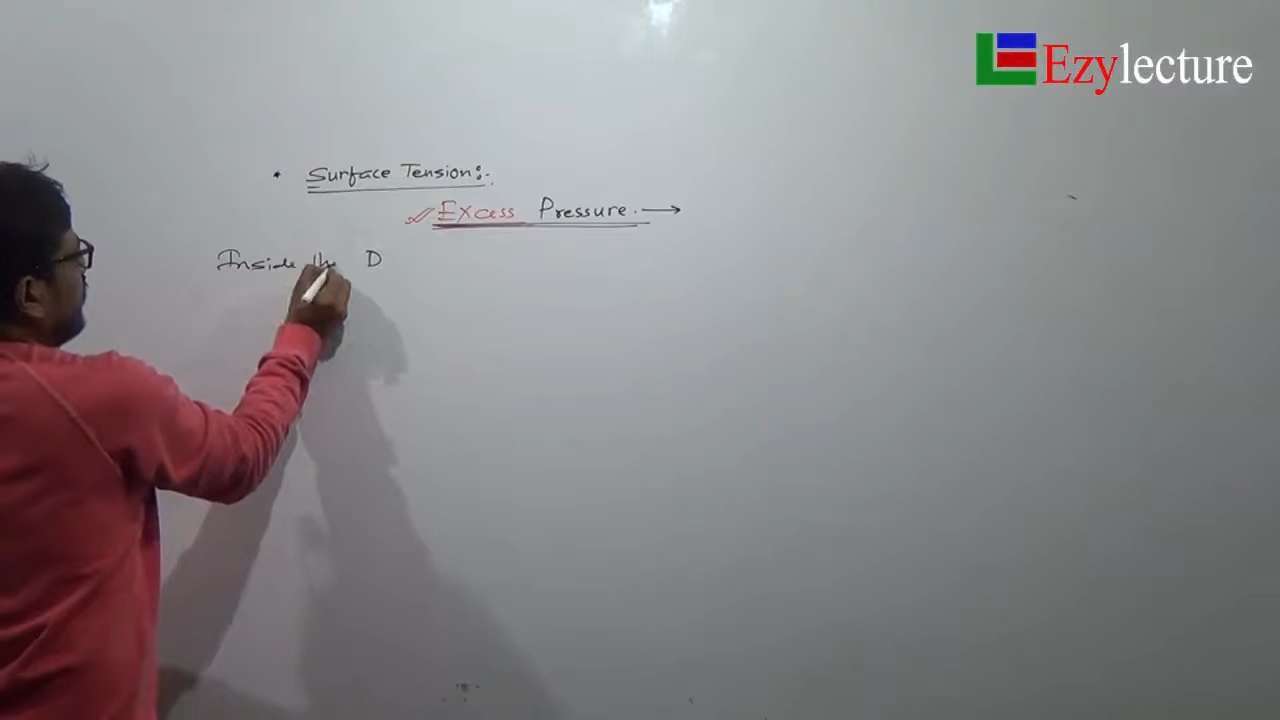 Ezylecture
• Surface Tension:-
✓ Excess Pressure. →
Inside the D